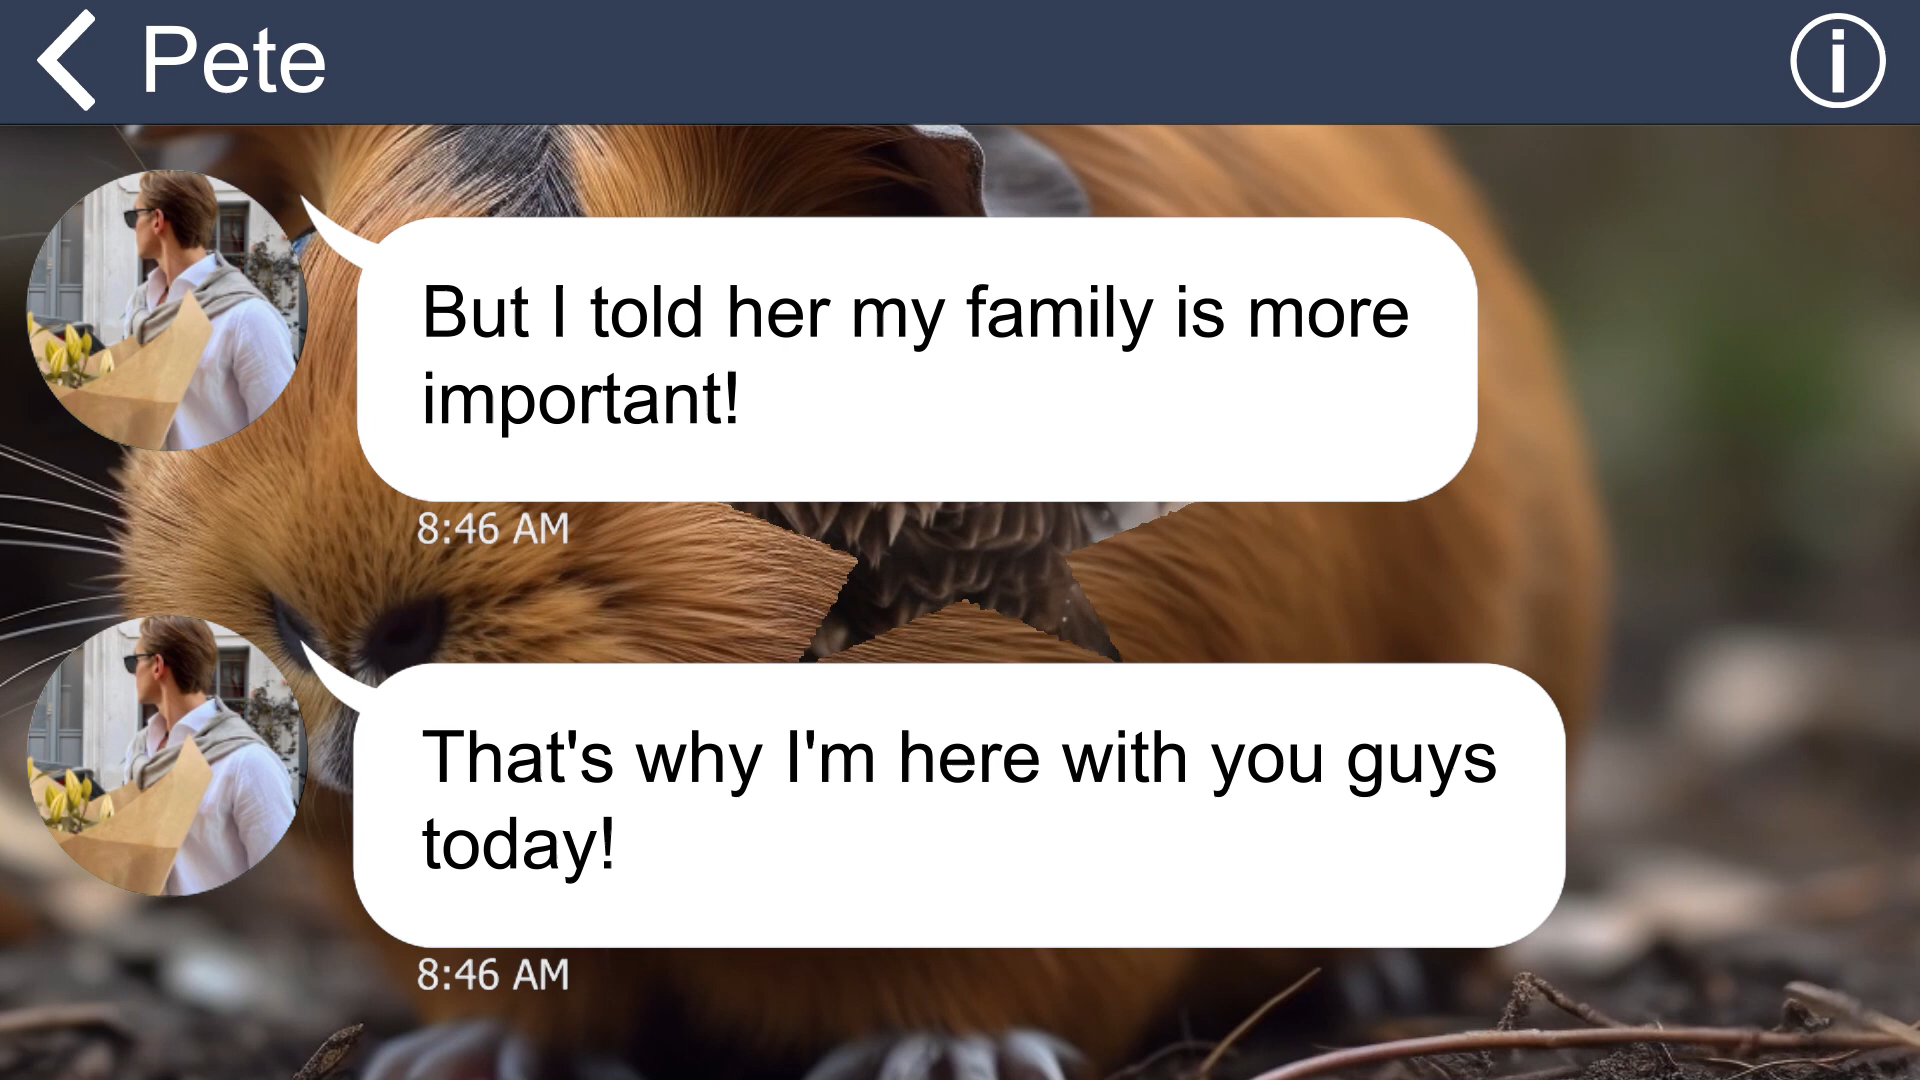 Pete
But I told her my family is more
important!
8:46 AM
That's why I'm here with you guys
today!
8:46 AM